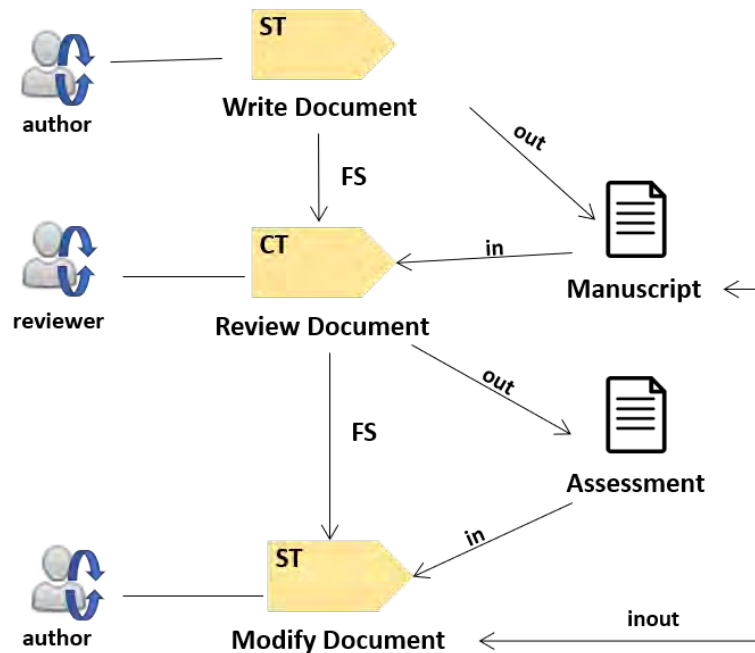 ST
author
Write Document
out
FS
CT
in
Manuscript
reviewer
Review Document
out
FS
Assessment
in
ST
author
Modify Document
inout